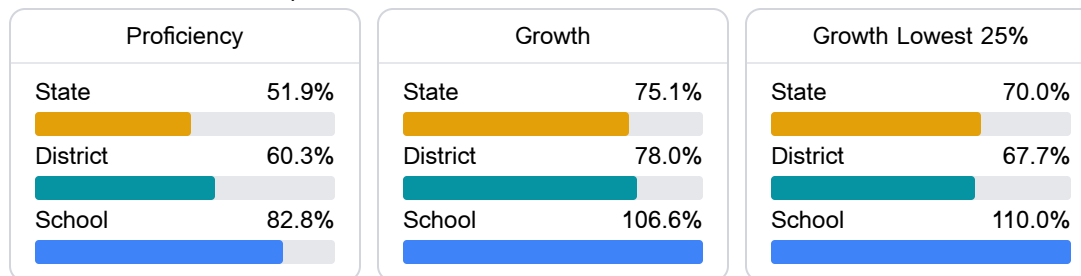 Proficiency
State 51.9%
District 60.3%
School 82.8%
Growth
State 75.1%
District 78.0%
School 106.6%
Growth Lowest 25%
State 70.0%
District 67.7%
School 110.0%